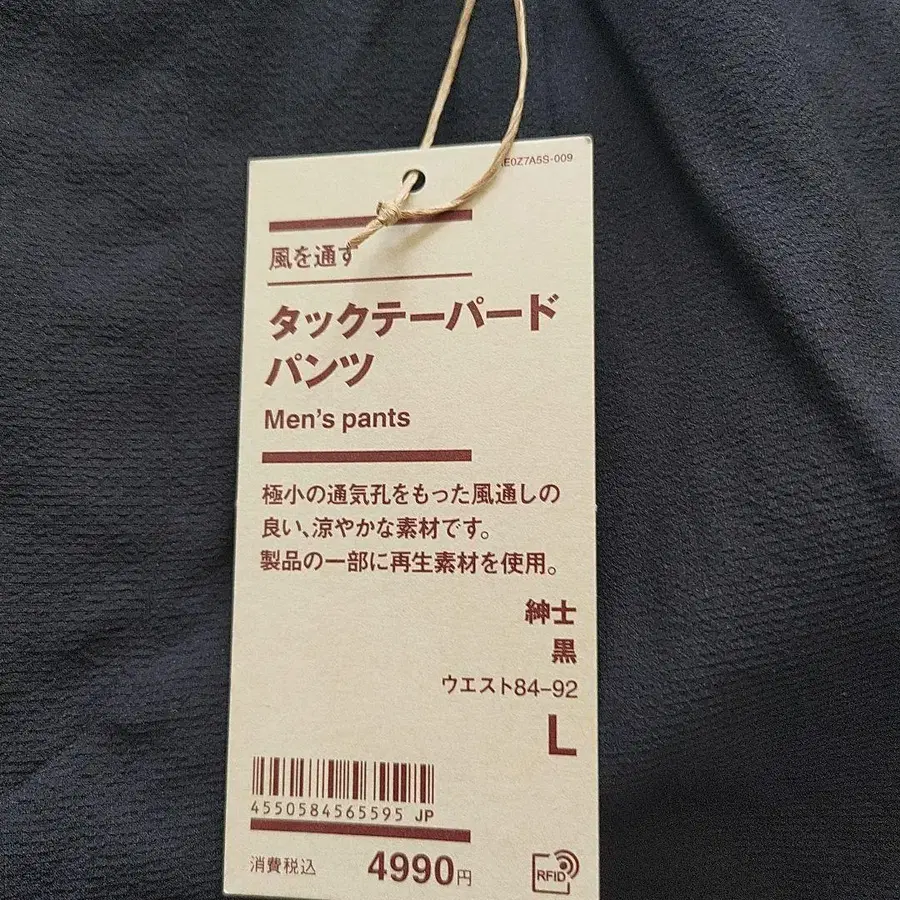 E0Z7A5S-009
風を通す
タックテーパード
パンツ
Men's pants
極小の通気孔をもった風通しの
良い、涼やかな素材です。
製品の一部に再生素材を使用。
紳士
黒
ウエスト84-92
L
4550584565595 JP
消費税込 4990円
RFID